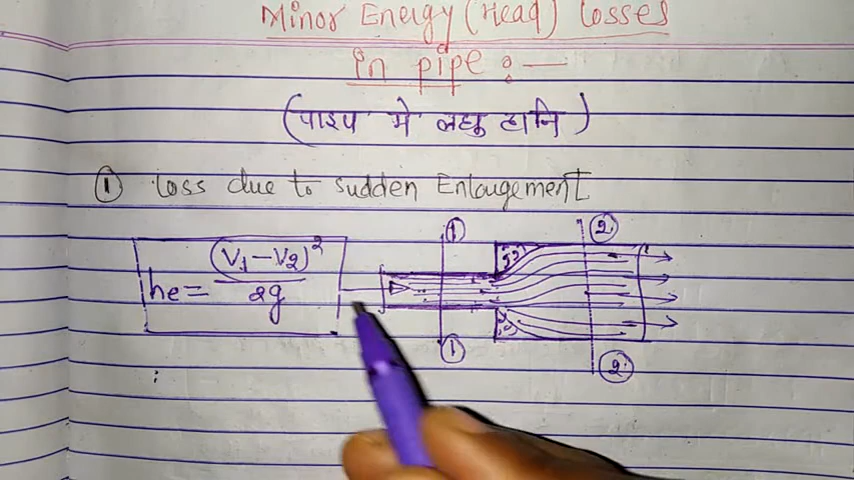 Minor Energy (Head) losses
in pipe :—
(पाइप मे लघु हानि)
① loss due to sudden Enlargement
he = (V₁ – V₂)² / 2g
① ②
① ②